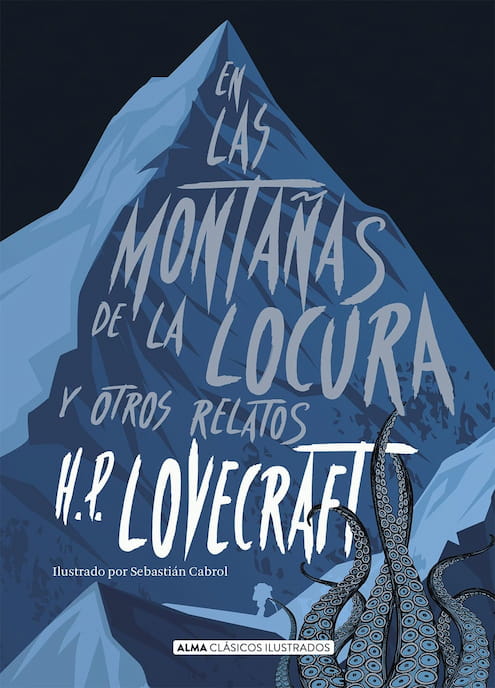 EN
LAS
MONTAÑAS
DE LA LOCURA
Y OTROS RELATOS
H.P. LOVECRAFT
Ilustrado por Sebastián Cabrol
ALMA CLÁSICOS ILUSTRADOS